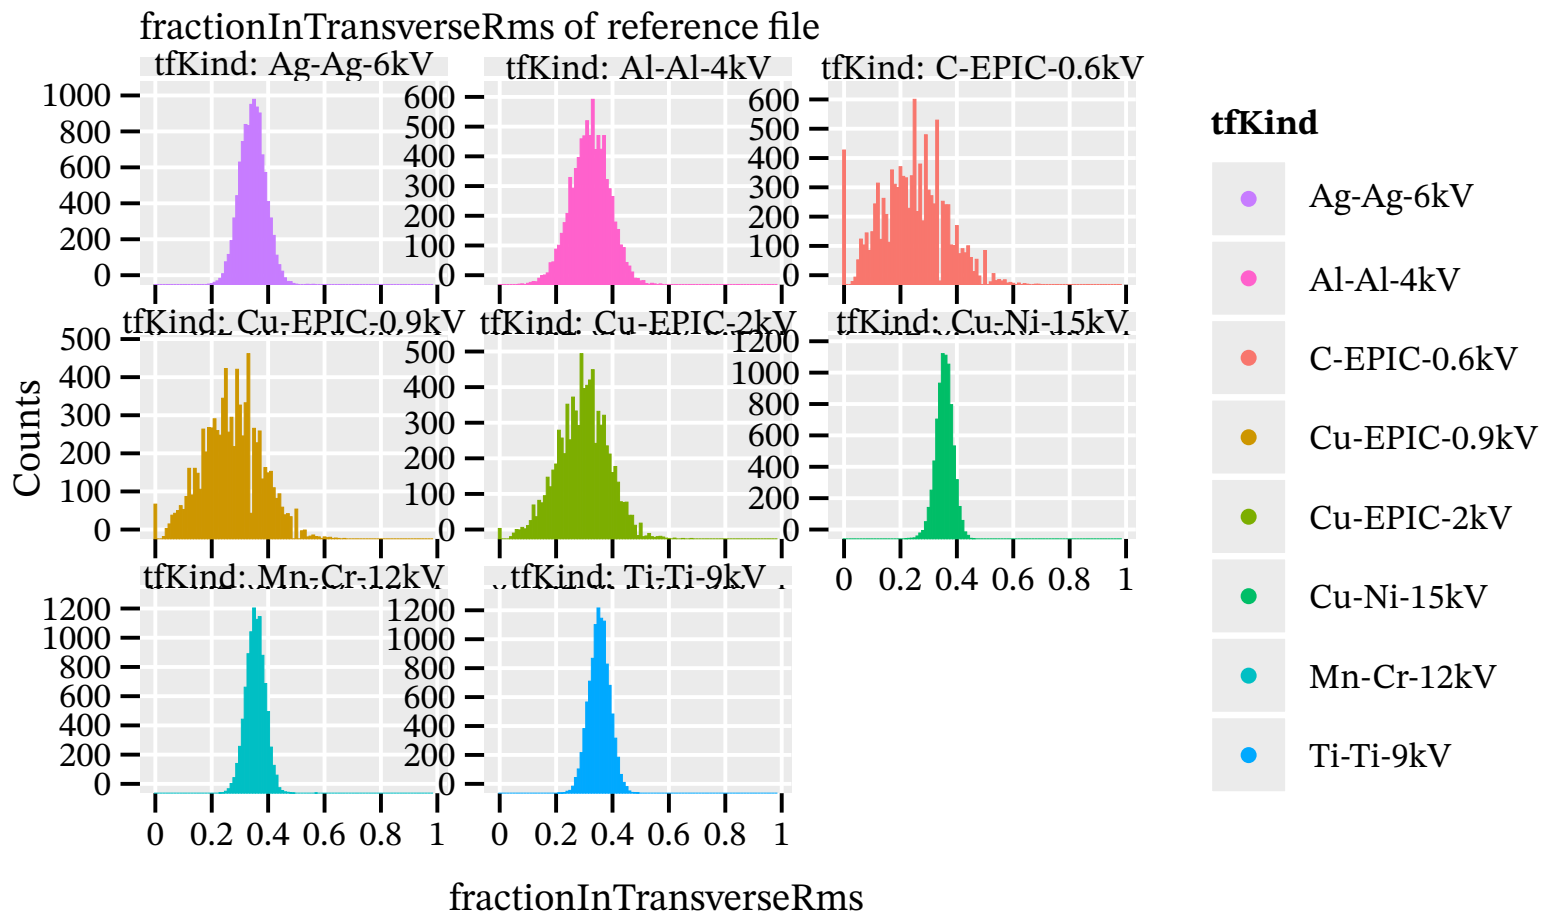 fractionInTransverseRms of reference file
tfKind: Ag-Ag-6kV
tfKind: Al-Al-4kV
tfKind: C-EPIC-0.6kV
1000
800
600
400
200
0
600
500
400
300
200
100
0
600
500
400
300
200
100
0
tfKind: Cu-EPIC-0.9kV
tfKind: Cu-EPIC-2kV
tfKind: Cu-Ni-15kV
500
400
300
200
100
0
500
400
300
200
100
0
1200
1000
800
600
400
200
0
0 0.2 0.4 0.6 0.8 1
tfKind: Mn-Cr-12kV
tfKind: Ti-Ti-9kV
1200
1000
800
600
400
200
0
1200
1000
800
600
400
200
0
0 0.2 0.4 0.6 0.8 1
0 0.2 0.4 0.6 0.8 1
Counts
fractionInTransverseRms
tfKind
Ag-Ag-6kV
Al-Al-4kV
C-EPIC-0.6kV
Cu-EPIC-0.9kV
Cu-EPIC-2kV
Cu-Ni-15kV
Mn-Cr-12kV
Ti-Ti-9kV